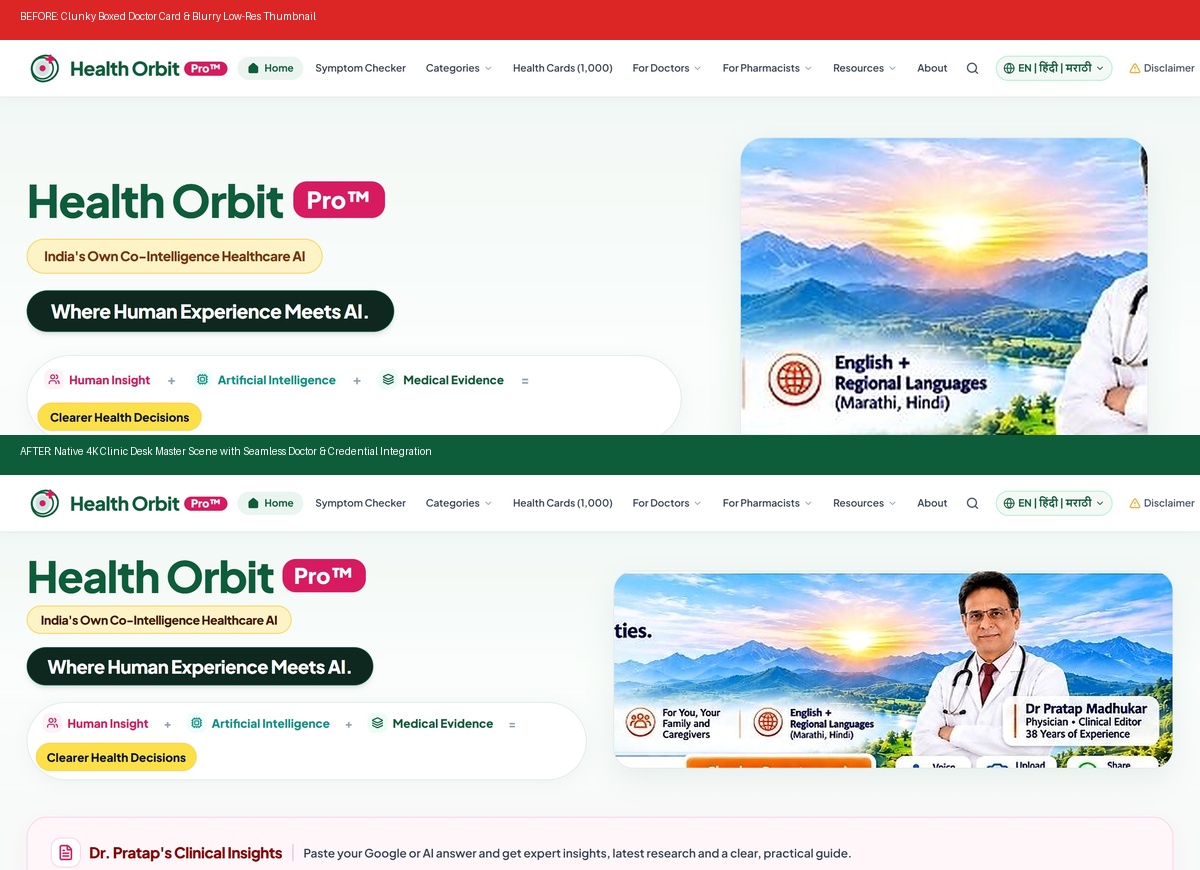 BEFORE: Clunky Boxed Doctor Card & Blurry Low-Res Thumbnail
Health Orbit Pro™ Home Symptom Checker Categories Health Cards (1,000) For Doctors For Pharmacists Resources About EN | हिंदी | मराठी Disclaimer
Health Orbit Pro™
India's Own Co-Intelligence Healthcare AI
Where Human Experience Meets AI.
Human Insight + Artificial Intelligence + Medical Evidence =
Clearer Health Decisions
English +
Regional Languages
(Marathi, Hindi)
AFTER: Native 4K Clinic Desk Master Scene with Seamless Doctor & Credential Integration
Health Orbit Pro™ Home Symptom Checker Categories Health Cards (1,000) For Doctors For Pharmacists Resources About EN | हिंदी | मराठी Disclaimer
Health Orbit Pro™
India's Own Co-Intelligence Healthcare AI
Where Human Experience Meets AI.
Human Insight + Artificial Intelligence + Medical Evidence =
Clearer Health Decisions
ties.
For You, Your
Family and
Caregivers
English +
Regional Languages
(Marathi, Hindi)
Dr Pratap Madhukar
Physician • Clinical Editor
38 Years of Experience
Voice
Upload
Share
Dr. Pratap's Clinical Insights
Paste your Google or AI answer and get expert insights, latest research and a clear, practical guide.